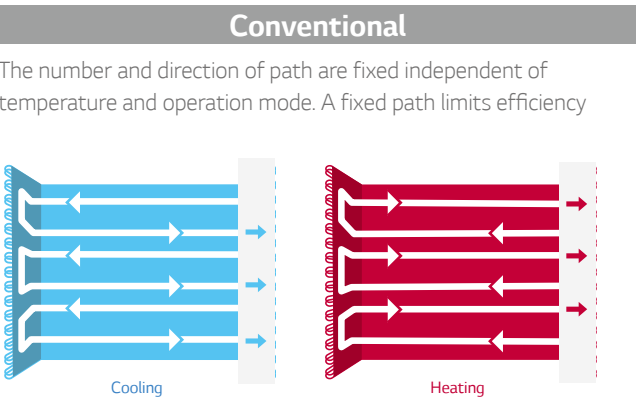 Conventional
The number and direction of path are fixed independent of
temperature and operation mode. A fixed path limits efficiency
Cooling
Heating